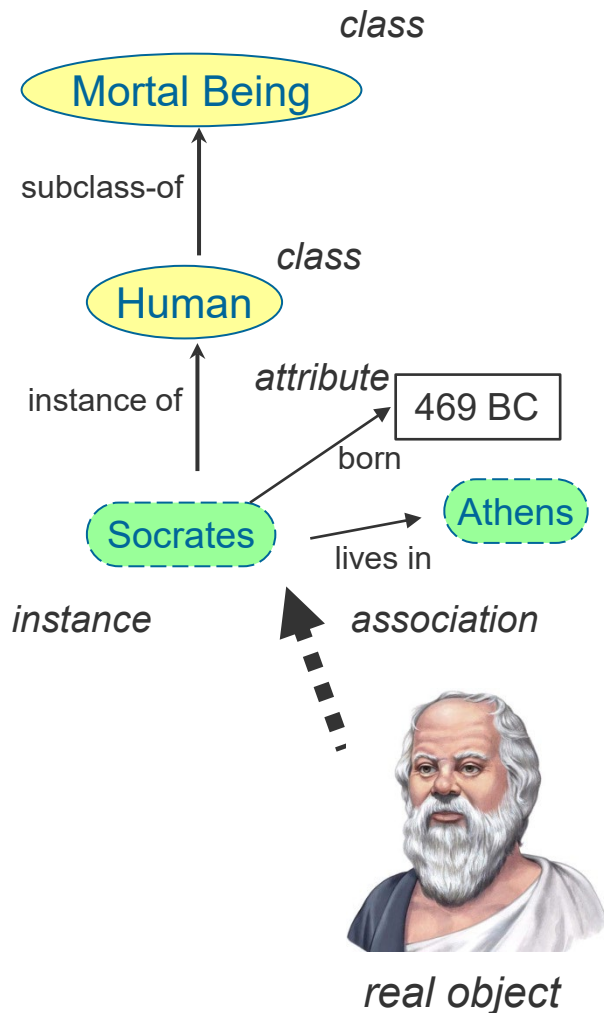 class
Mortal Being
subclass-of
class
Human
instance of
attribute
469 BC
born
Socrates
Athens
lives in
instance
association
real object